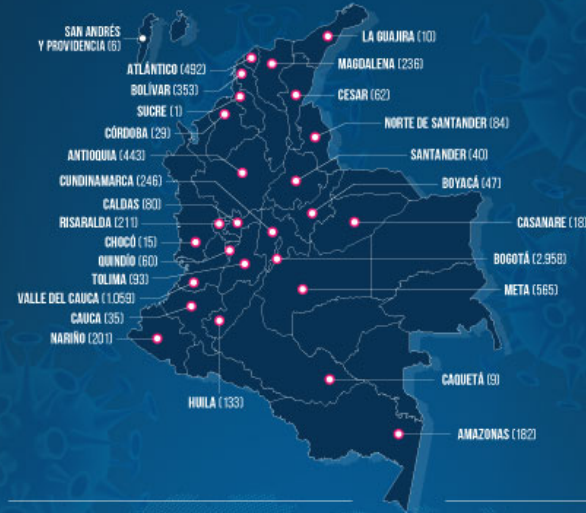 SAN ANDRÉS
Y PROVIDENCIA (6)
ATLÁNTICO (492)
BOLÍVAR (353)
SUCRE (1)
CÓRDOBA (29)
ANTIOQUIA (443)
CUNDINAMARCA (246)
CALDAS (80)
RISARALDA (211)
CHOCÓ (15)
QUINDÍO (60)
TOLIMA (93)
VALLE DEL CAUCA (1.059)
CAUCA (35)
NARIÑO (201)
HUILA (133)
LA GUAJIRA (10)
MAGDALENA (236)
CESAR (62)
NORTE DE SANTANDER (84)
SANTANDER (40)
BOYACÁ (47)
CASANARE (18)
BOGOTÁ (2.958)
META (565)
CAQUETÁ (9)
AMAZONAS (182)